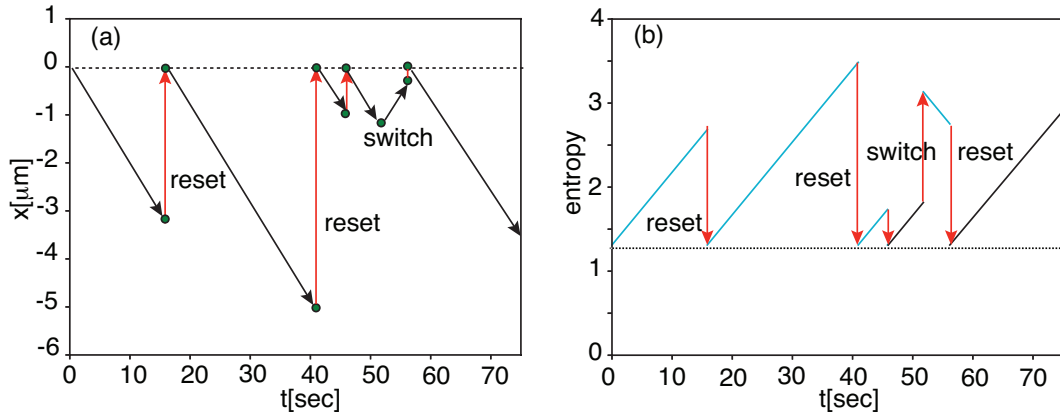 (a)
1
0
-1
-2
-3
-4
-5
-6
x[μm]
reset
reset
switch
0 10 20 30 40 50 60 70
t[sec]
(b)
4
3
2
1
0
entropy
reset
reset
switch
reset
0 10 20 30 40 50 60 70
t[sec]